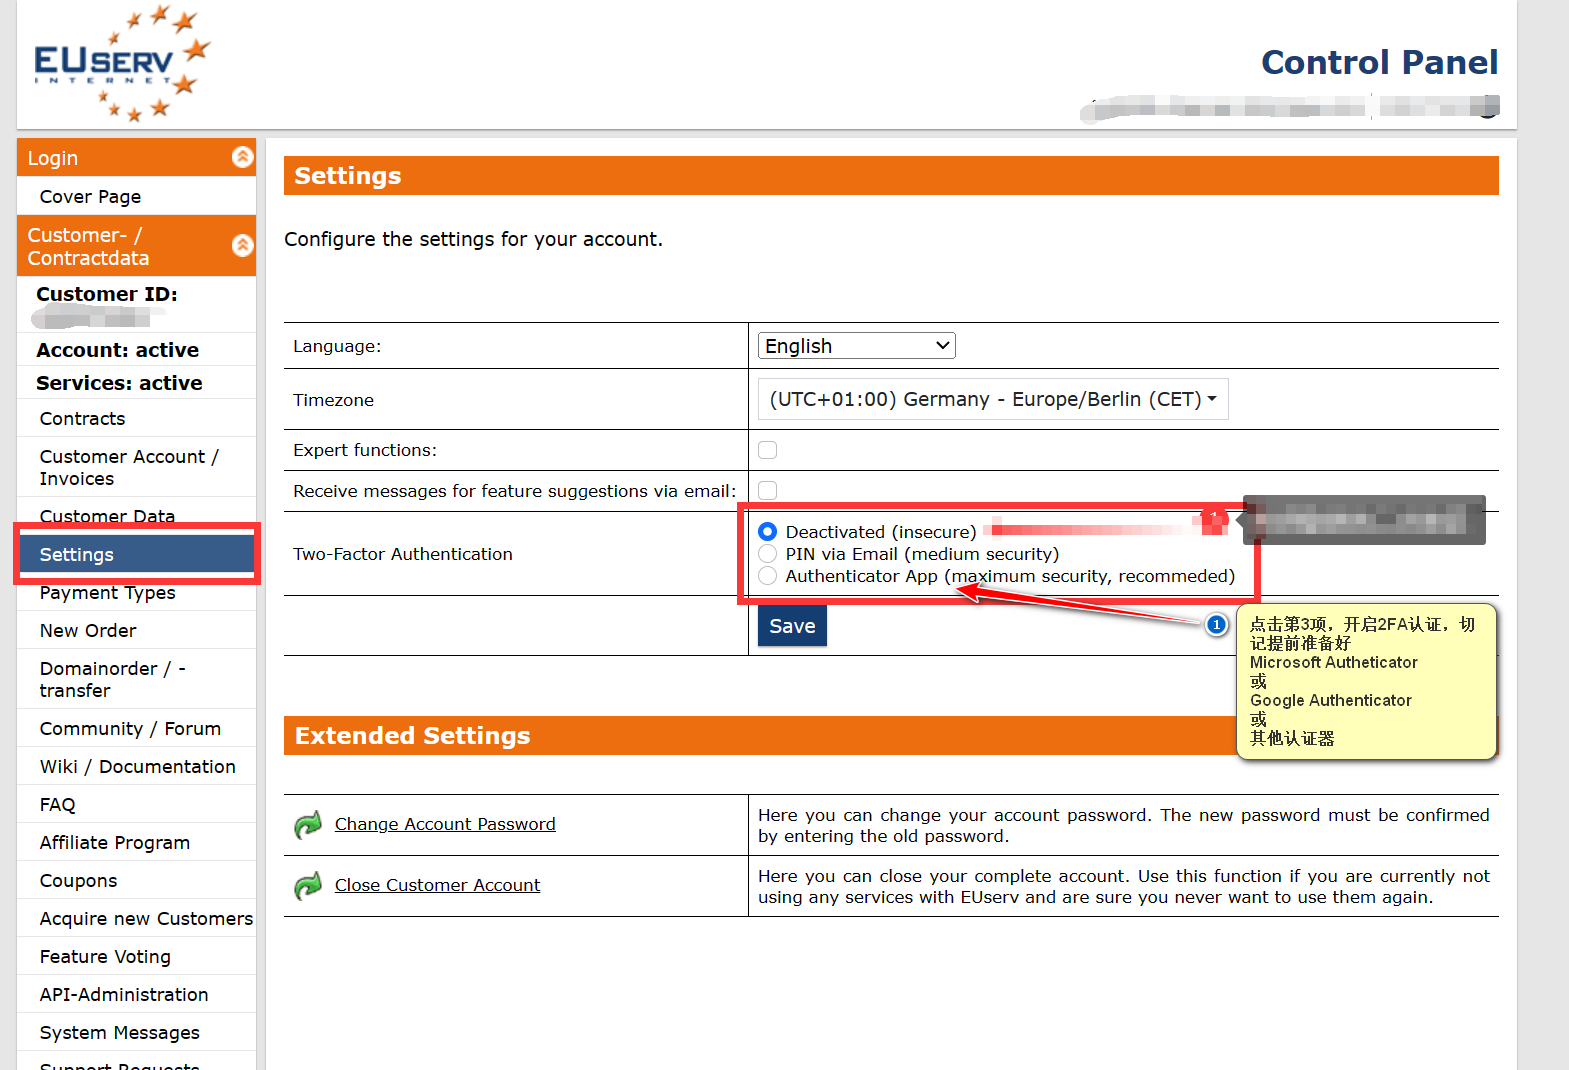 EUSERV
INTERNET
Control Panel
Login
Cover Page
Customer- /
Contractdata
Customer ID:
Account: active
Services: active
Contracts
Customer Account /
Invoices
Customer Data
Settings
Payment Types
New Order
Domainorder / -
transfer
Community / Forum
Wiki / Documentation
FAQ
Affiliate Program
Coupons
Acquire new Customers
Feature Voting
API-Administration
System Messages
Support Requests
Settings
Configure the settings for your account.
Language:
English
Timezone
(UTC+01:00) Germany - Europe/Berlin (CET)
Expert functions:
Receive messages for feature suggestions via email:
Two-Factor Authentication
Deactivated (insecure)
PIN via Email (medium security)
Authenticator App (maximum security, recommeded)
Save
1
点击第3项，开启2FA认证，切
记提前准备好
Microsoft Autheticator
或
Google Authenticator
或
其他认证器
Extended Settings
Change Account Password
Here you can change your account password. The new password must be confirmed
by entering the old password.
Close Customer Account
Here you can close your complete account. Use this function if you are currently not
using any services with EUserv and are sure you never want to use them again.